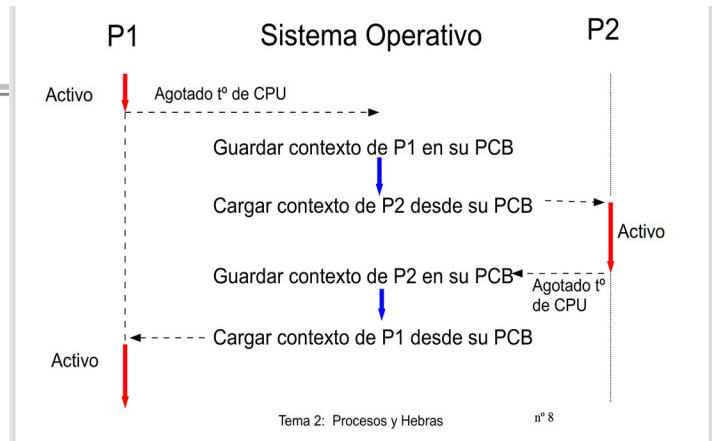 P1
Sistema Operativo
P2
Activo
Agotado tº de CPU
Guardar contexto de P1 en su PCB
Cargar contexto de P2 desde su PCB
Activo
Guardar contexto de P2 en su PCB
Agotado tº
de CPU
Cargar contexto de P1 desde su PCB
Activo
Tema 2: Procesos y Hebras
nº 8